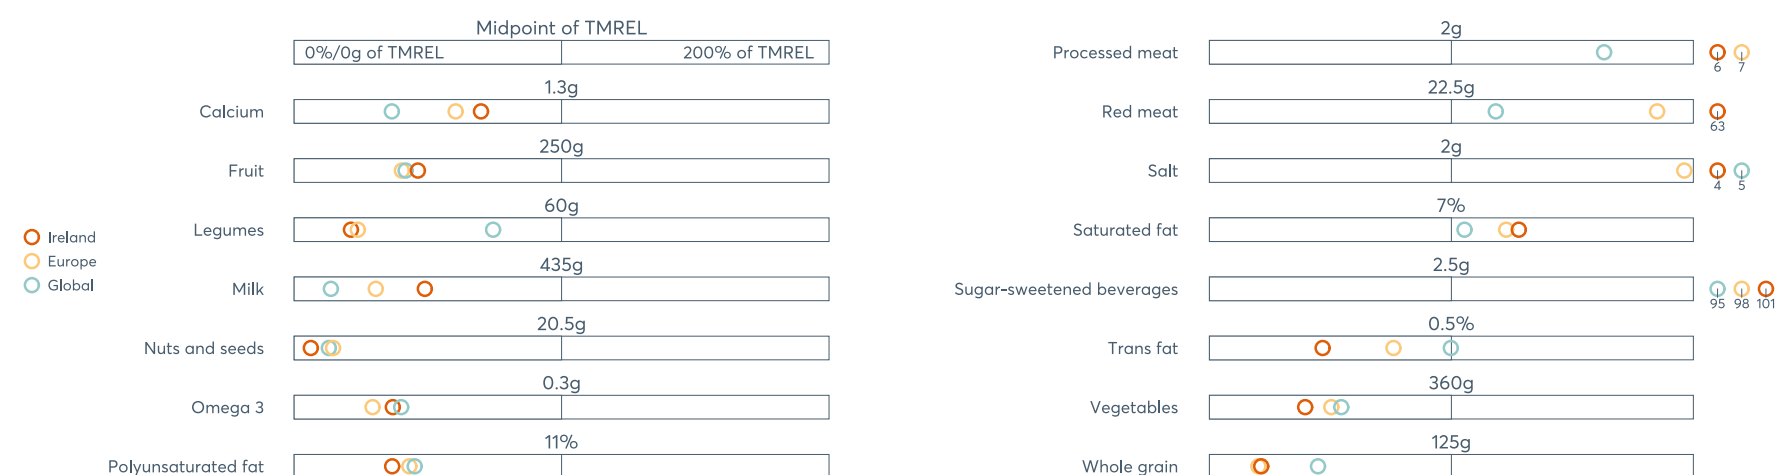 Midpoint of TMREL
0%/0g of TMREL 200% of TMREL
1.3g
Calcium
250g
Fruit
60g
Legumes
435g
Milk
20.5g
Nuts and seeds
0.3g
Omega 3
11%
Polyunsaturated fat
Ireland
Europe
Global
2g
Processed meat
6 7
22.5g
Red meat
63
2g
Salt
4 5
7%
Saturated fat
2.5g
Sugar-sweetened beverages
95 98 101
0.5%
Trans fat
360g
Vegetables
125g
Whole grain